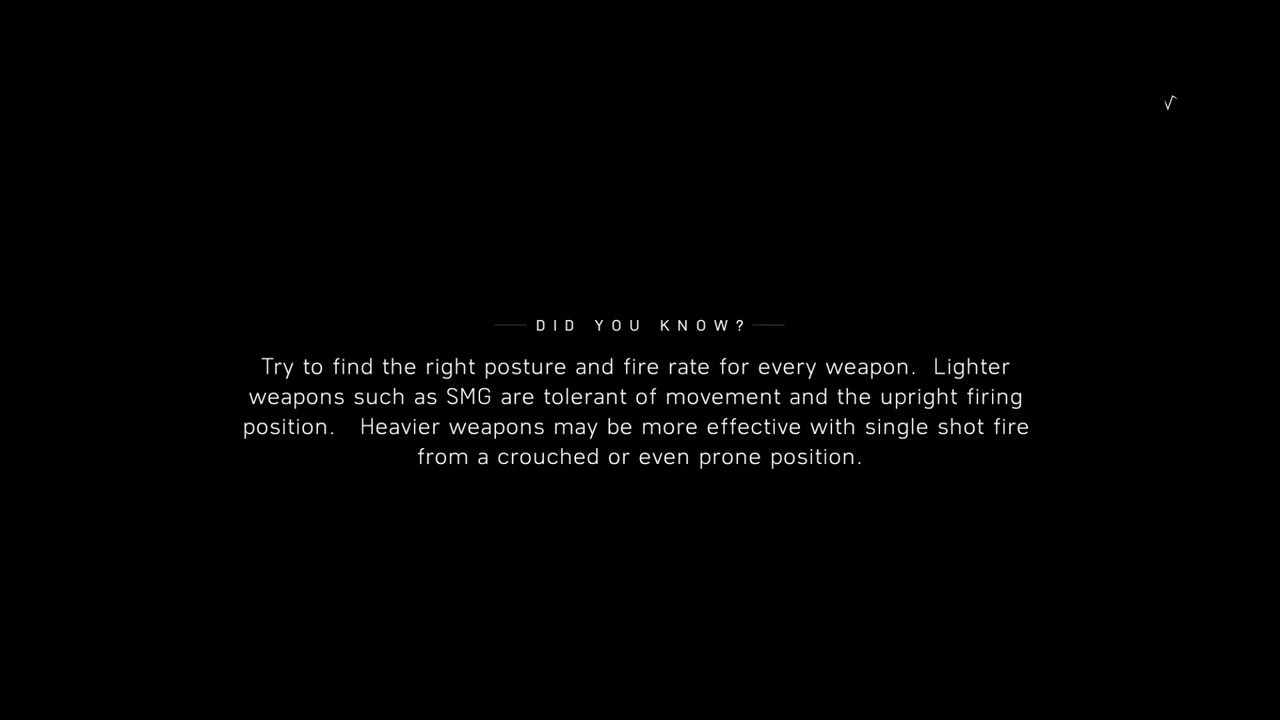 DID YOU KNOW?
Try to find the right posture and fire rate for every weapon.  Lighter
weapons such as SMG are tolerant of movement and the upright firing
position.   Heavier weapons may be more effective with single shot fire
from a crouched or even prone position.